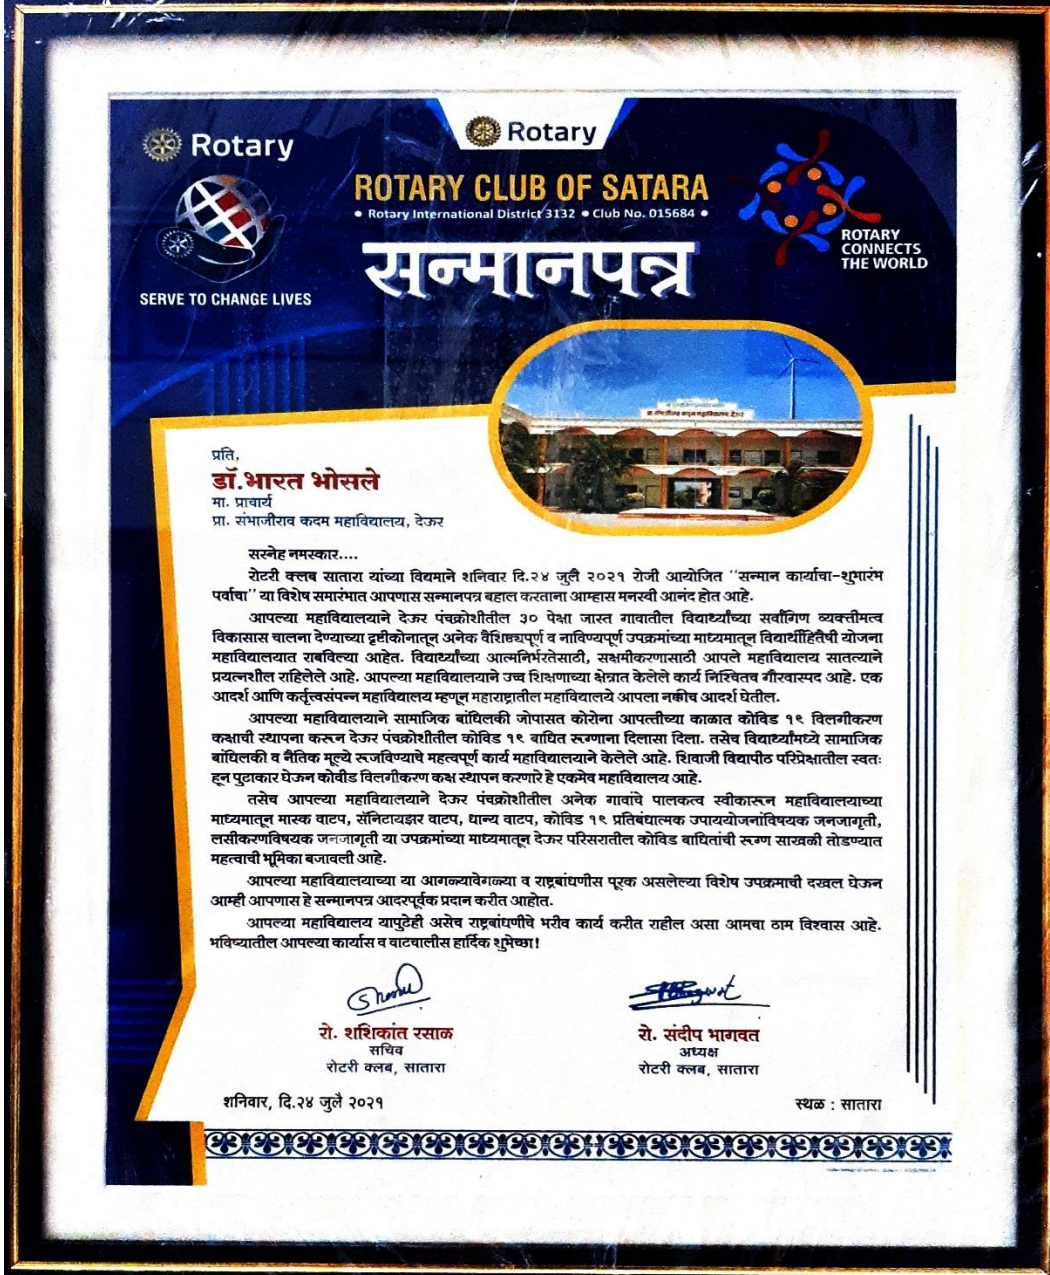 Rotary
Rotary
ROTARY CLUB OF SATARA
• Rotary International District 3132 • Club No. 015684 •
सन्मानपत्र
SERVE TO CHANGE LIVES
ROTARY
CONNECTS
THE WORLD
प्रति,
डॉ.भारत भोसले
मा. प्राचार्य
प्रा. संभाजीराव कदम महाविद्यालय, देऊर
सस्नेह नमस्कार....
रोटरी क्लब सातारा यांच्या विद्यमाने शनिवार दि.२४ जुलै २०२१ रोजी आयोजित "सन्मान कार्याचा-शुभारंभ
पर्वाचा" या विशेष समारंभात आपणास सन्मानपत्र बहाल करताना आम्हास मनस्वी आनंद होत आहे.
आपल्या महाविद्यालयाने देऊर पंचक्रोशीतील ३० पेक्षा जास्त गावातील विद्यार्थ्यांच्या सर्वांगिण व्यक्तीमत्व
विकासास चालना देण्याच्या दृष्टीकोनातून अनेक वैशिष्ट्यपूर्ण व नाविण्यपूर्ण उपक्रमांच्या माध्यमातून विद्यार्थीहितैषी योजना
महाविद्यालयात राबविल्या आहेत. विद्यार्थ्यांच्या आत्मनिर्भरतेसाठी, सक्षमीकरणासाठी आपले महाविद्यालय सातत्याने
प्रयत्नशील राहिलेले आहे. आपल्या महाविद्यालयाने उच्च शिक्षणाच्या क्षेत्रात केलेले कार्य निश्चितच गौरवास्पद आहे. एक
आदर्श आणि कर्तृत्त्वसंपन्न महाविद्यालय म्हणून महाराष्ट्रातील महाविद्यालये आपला नक्कीच आदर्श घेतील.
आपल्या महाविद्यालयाने सामाजिक बांधिलकी जोपासत कोरोना आपत्तीच्या काळात कोविड १९ विलगीकरण
कक्षाची स्थापना करून देऊर पंचक्रोशीतील कोविड १९ बाधित रूग्णाना दिलासा दिला. तसेच विद्यार्थ्यांमध्ये सामाजिक
बांधिलकी व नैतिक मूल्ये रूजविण्याचे महत्वपूर्ण कार्य महाविद्यालयाने केलेले आहे. शिवाजी विद्यापीठ परिप्रेक्षातील स्वतः
हून पुढाकार घेऊन कोवीड विलगीकरण कक्ष स्थापन करणारे हे एकमेव महाविद्यालय आहे.
तसेच आपल्या महाविद्यालयाने देऊर पंचक्रोशीतील अनेक गावांचे पालकत्व स्वीकारून महाविद्यालयाच्या
माध्यमातून मास्क वाटप, सॅनिटायझर वाटप, धान्य वाटप, कोविड १९ प्रतिबंधात्मक उपाययोजनांविषयक जनजागृती,
लसीकरणविषयक जनजागृती या उपक्रमांच्या माध्यमातून देऊर परिसरातील कोविड बाधितांची रूग्ण साखळी तोडण्यात
महत्वाची भूमिका बजावली आहे.
आपल्या महाविद्यालयाच्या या आगळ्यावेगळ्या व राष्ट्रबांधणीस पूरक असलेल्या विशेष उपक्रमाची दखल घेऊन
आम्ही आपणास हे सन्मानपत्र आदरपूर्वक प्रदान करीत आहोत.
आपल्या महाविद्यालय यापुढेही असेच राष्ट्रबांधणीचे भरीव कार्य करीत राहील असा आमचा ठाम विश्वास आहे.
भविष्यातील आपल्या कार्यास व वाटचालीस हार्दिक शुभेच्छा!
रो. शशिकांत रसाळ
सचिव
रोटरी क्लब, सातारा
रो. संदीप भागवत
अध्यक्ष
रोटरी क्लब, सातारा
शनिवार, दि.२४ जुलै २०२१
स्थळ : सातारा